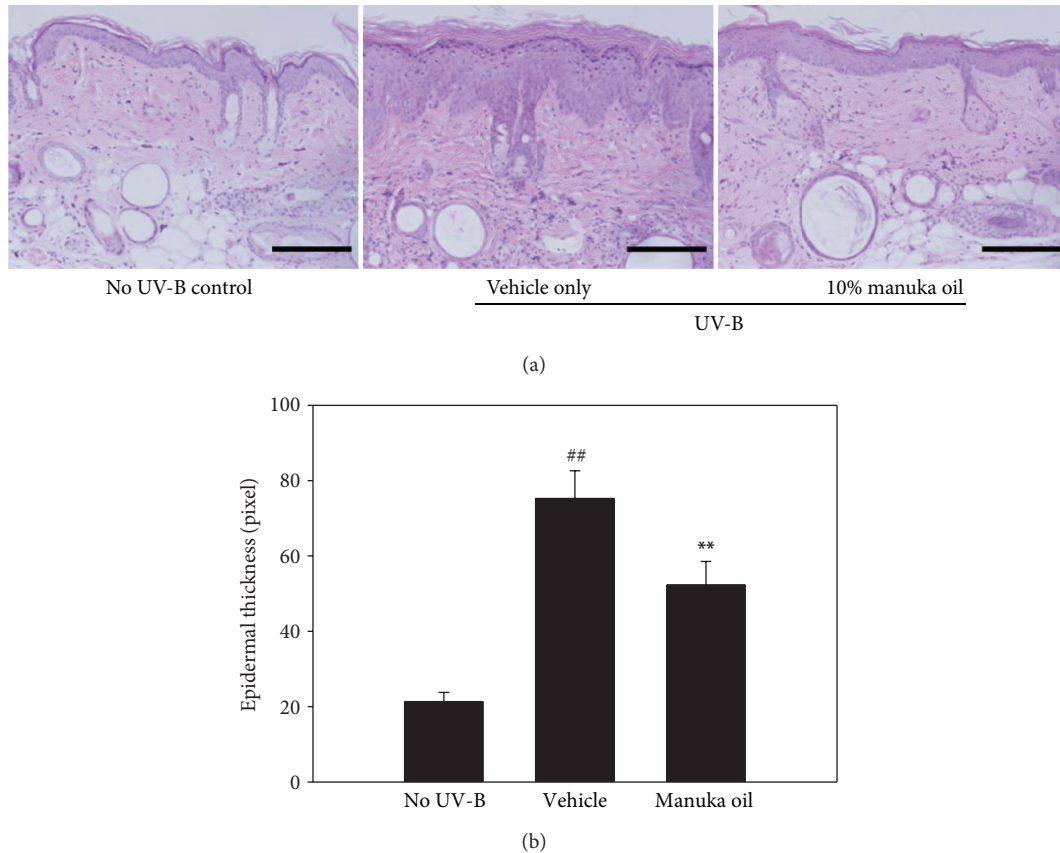 No UV-B control
Vehicle only
10% manuka oil
UV-B
(a)
100
80
60
40
20
0
Epidermal thickness (pixel)
##
**
No UV-B
Vehicle
Manuka oil
(b)